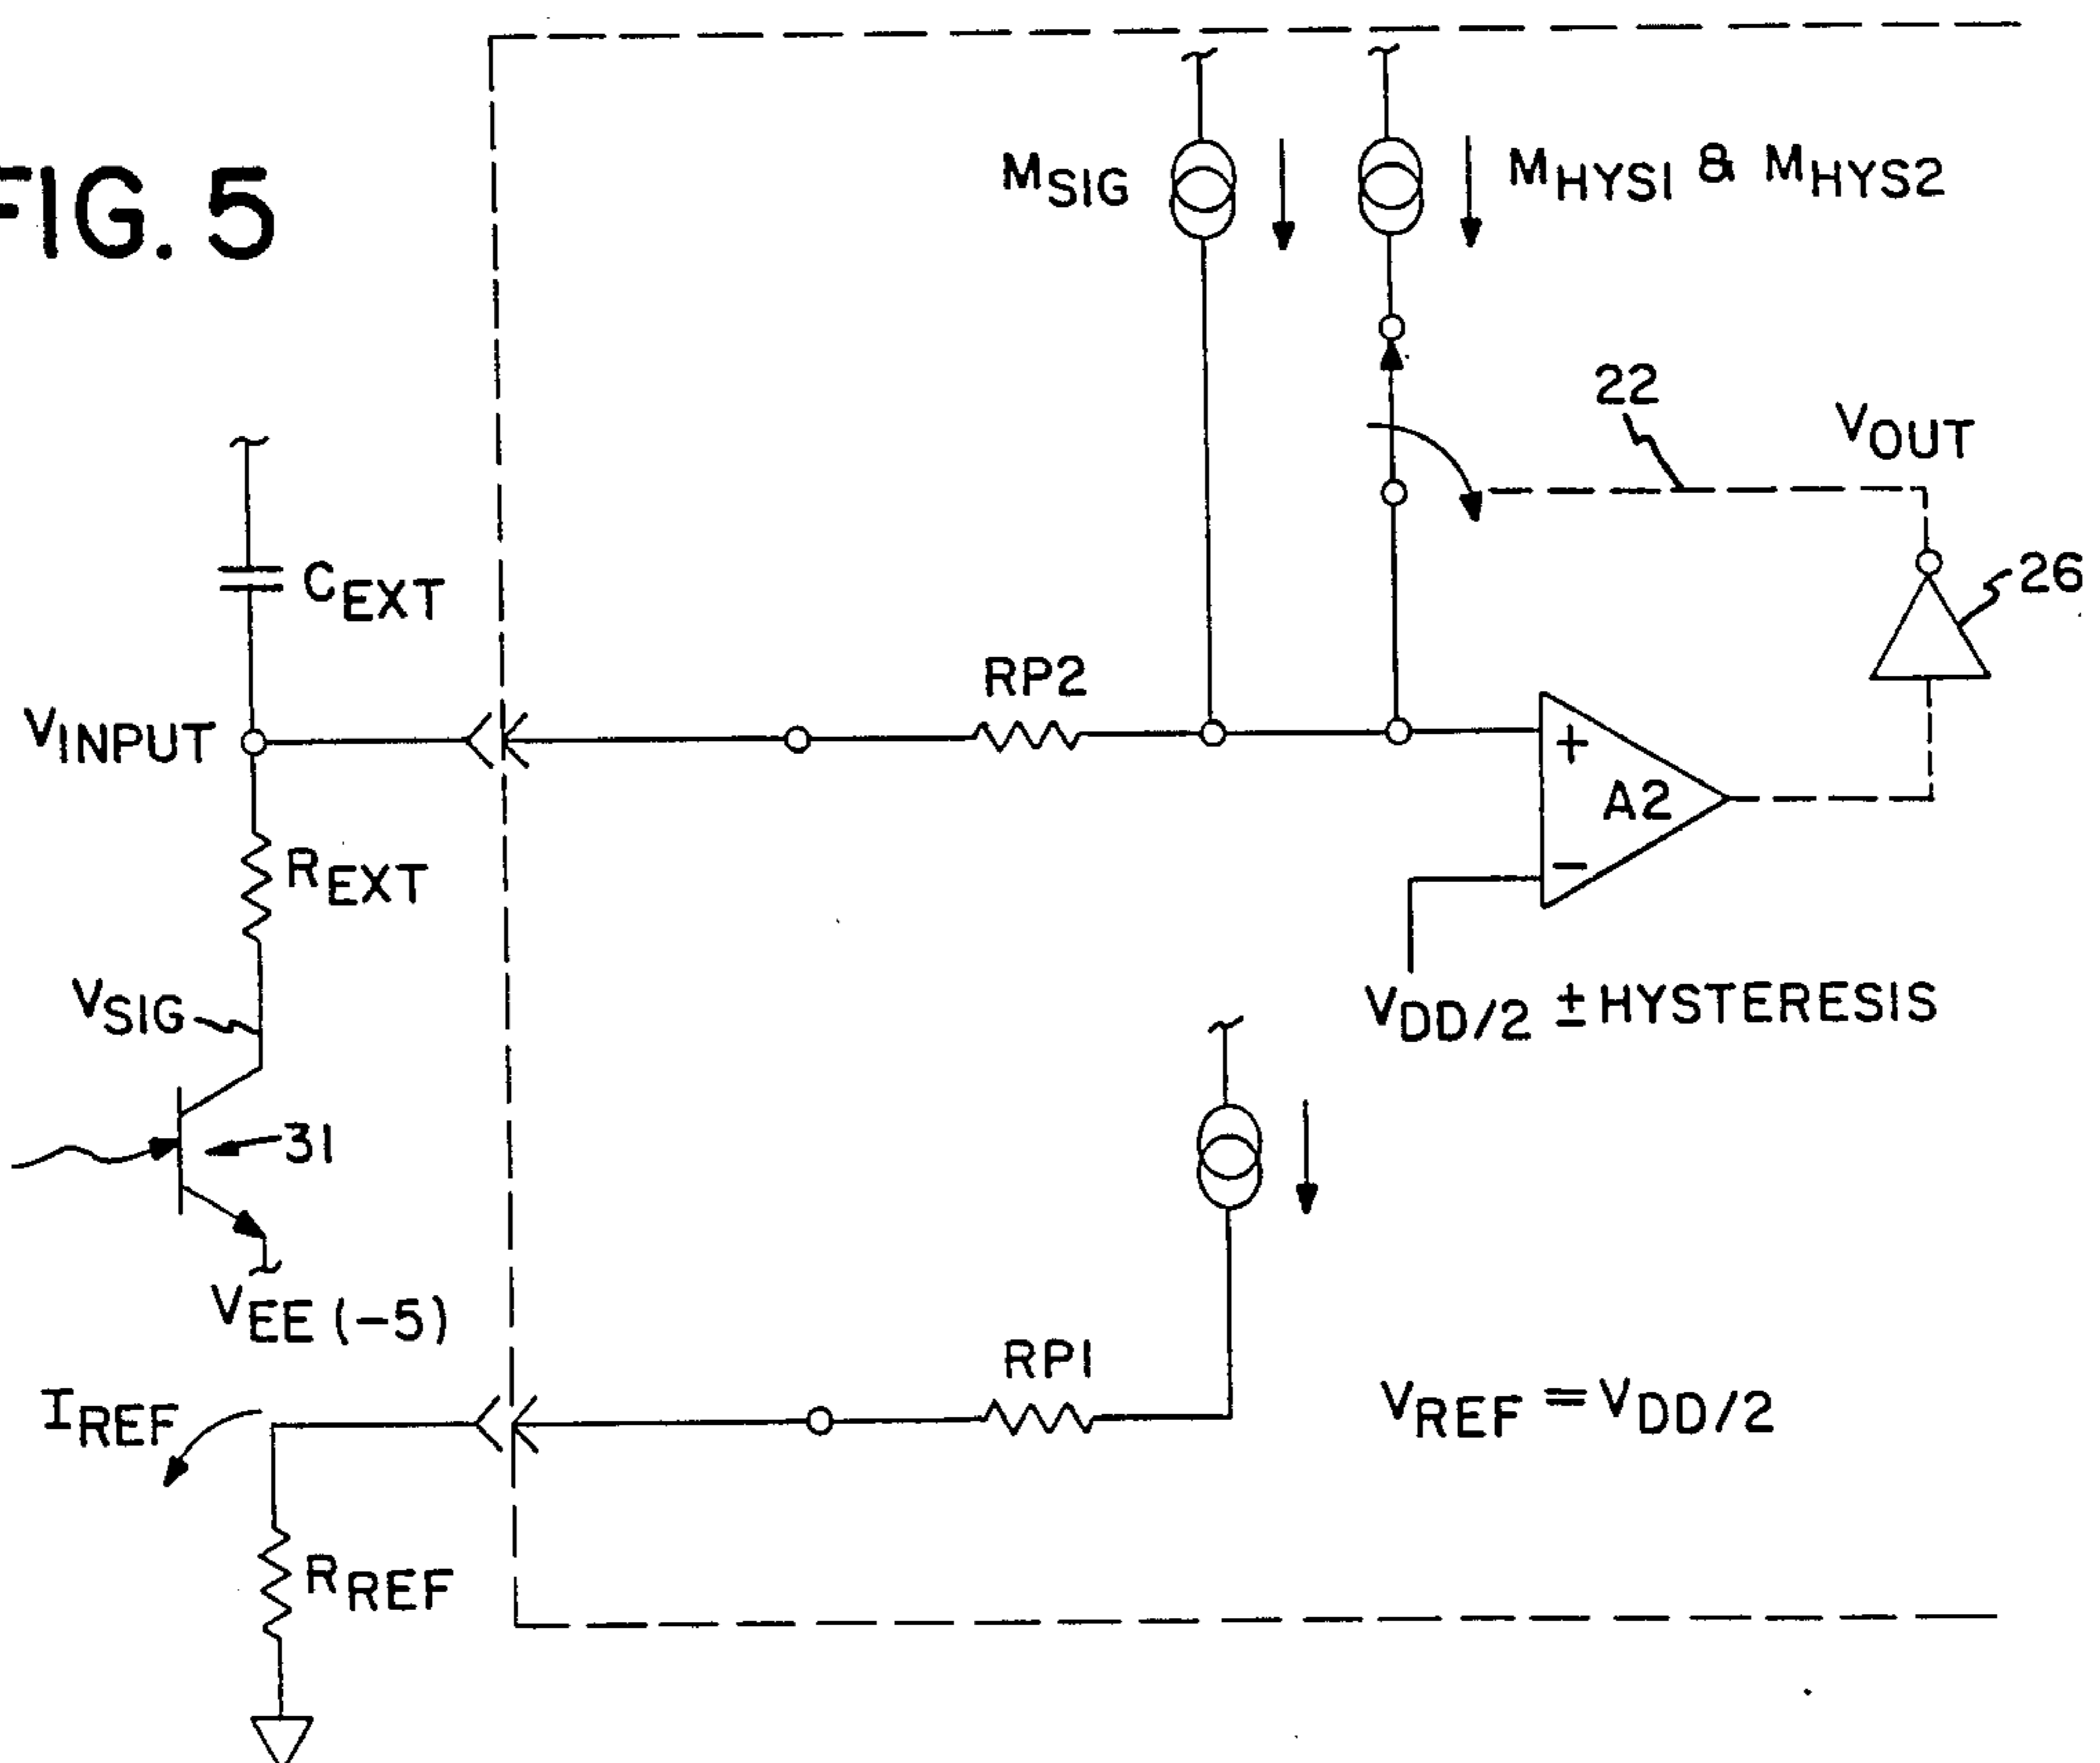 FIG. 5
MSIG
MHYS1 & MHYS2
22
VOUT
CEXT
26
RP2
VINPUT
+
A2
REXT
−
VSIG
VDD/2 ± HYSTERESIS
31
VEE (−5)
RP1
IREF
VREF = VDD/2
RREF